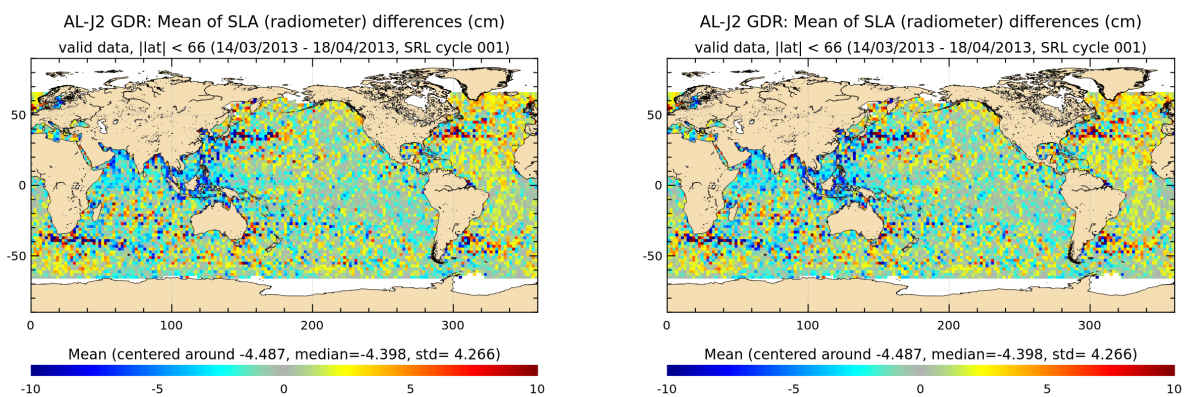 AL-J2 GDR: Mean of SLA (radiometer) differences (cm)
valid data, |lat| < 66 (14/03/2013 - 18/04/2013, SRL cycle 001)
50
0
-50
0 100 200 300
Mean (centered around -4.487, median=-4.398, std= 4.266)
-10 -5 0 5 10
AL-J2 GDR: Mean of SLA (radiometer) differences (cm)
valid data, |lat| < 66 (14/03/2013 - 18/04/2013, SRL cycle 001)
50
0
-50
0 100 200 300
Mean (centered around -4.487, median=-4.398, std= 4.266)
-10 -5 0 5 10